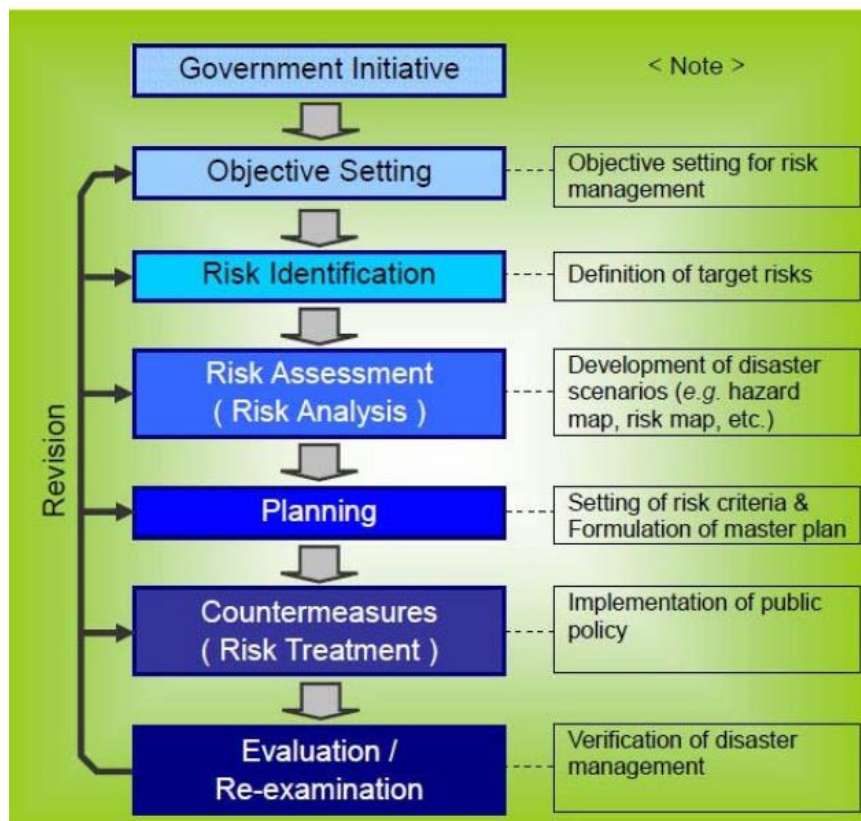 Government Initiative
< Note >
Objective Setting
Objective setting for risk
management
Risk Identification
Definition of target risks
Risk Assessment
( Risk Analysis )
Development of disaster
scenarios (e.g. hazard
map, risk map, etc.)
Planning
Setting of risk criteria &
Formulation of master plan
Countermeasures
( Risk Treatment )
Implementation of public
policy
Evaluation /
Re-examination
Verification of disaster
management
Revision